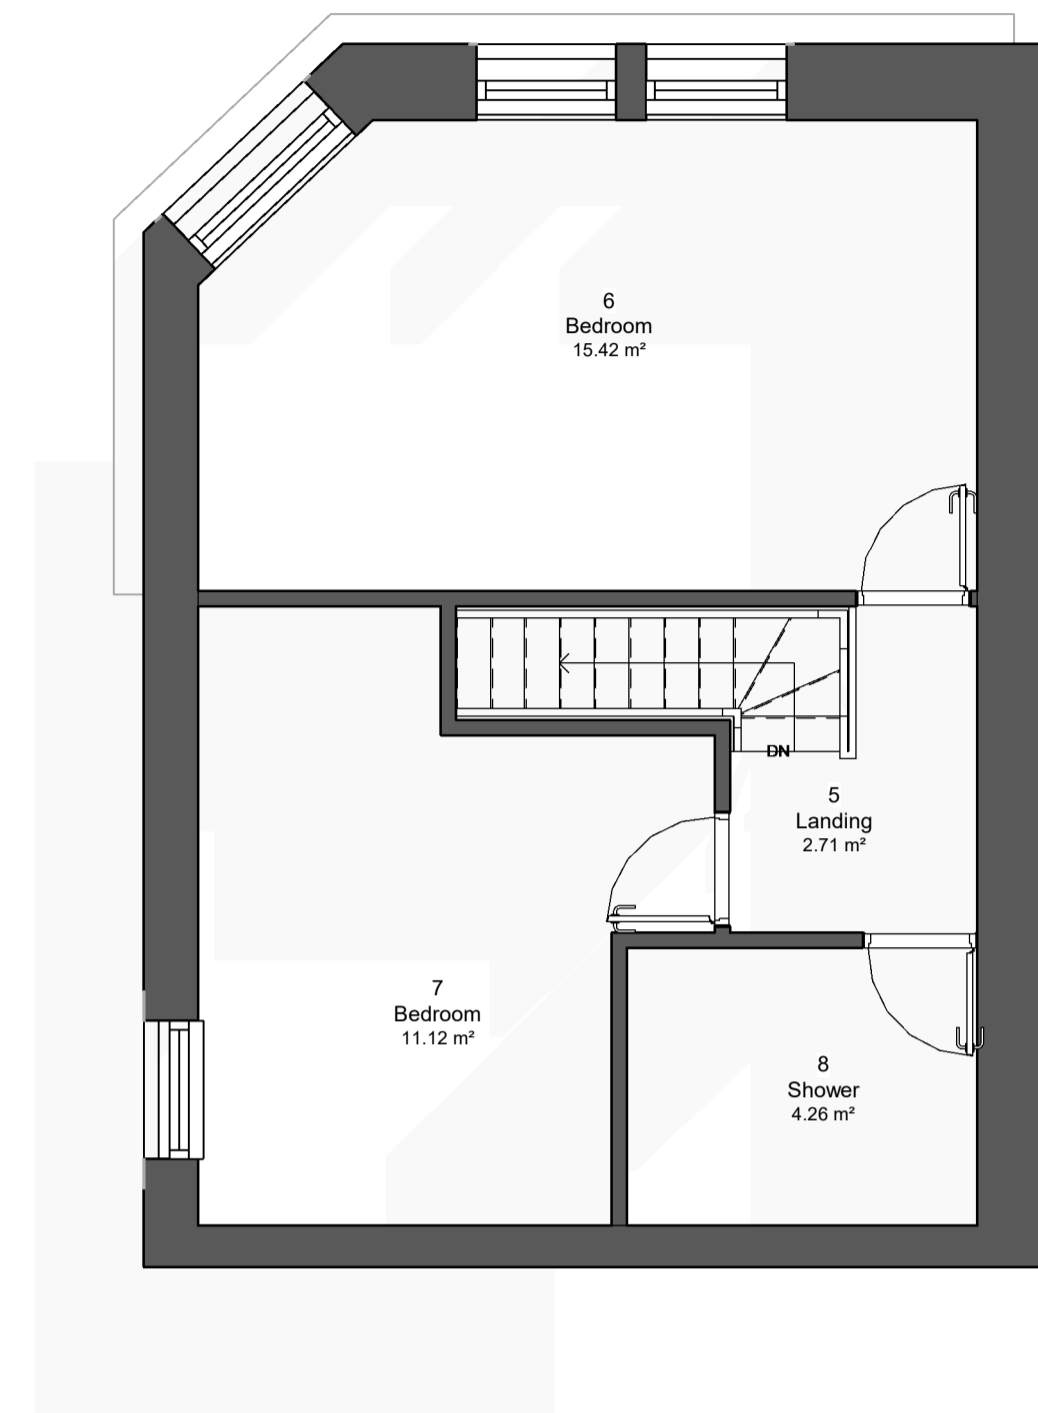 6
Bedroom
15.42 m²
DN
5
Landing
2.71 m²
7
Bedroom
11.12 m²
8
Shower
4.26 m²